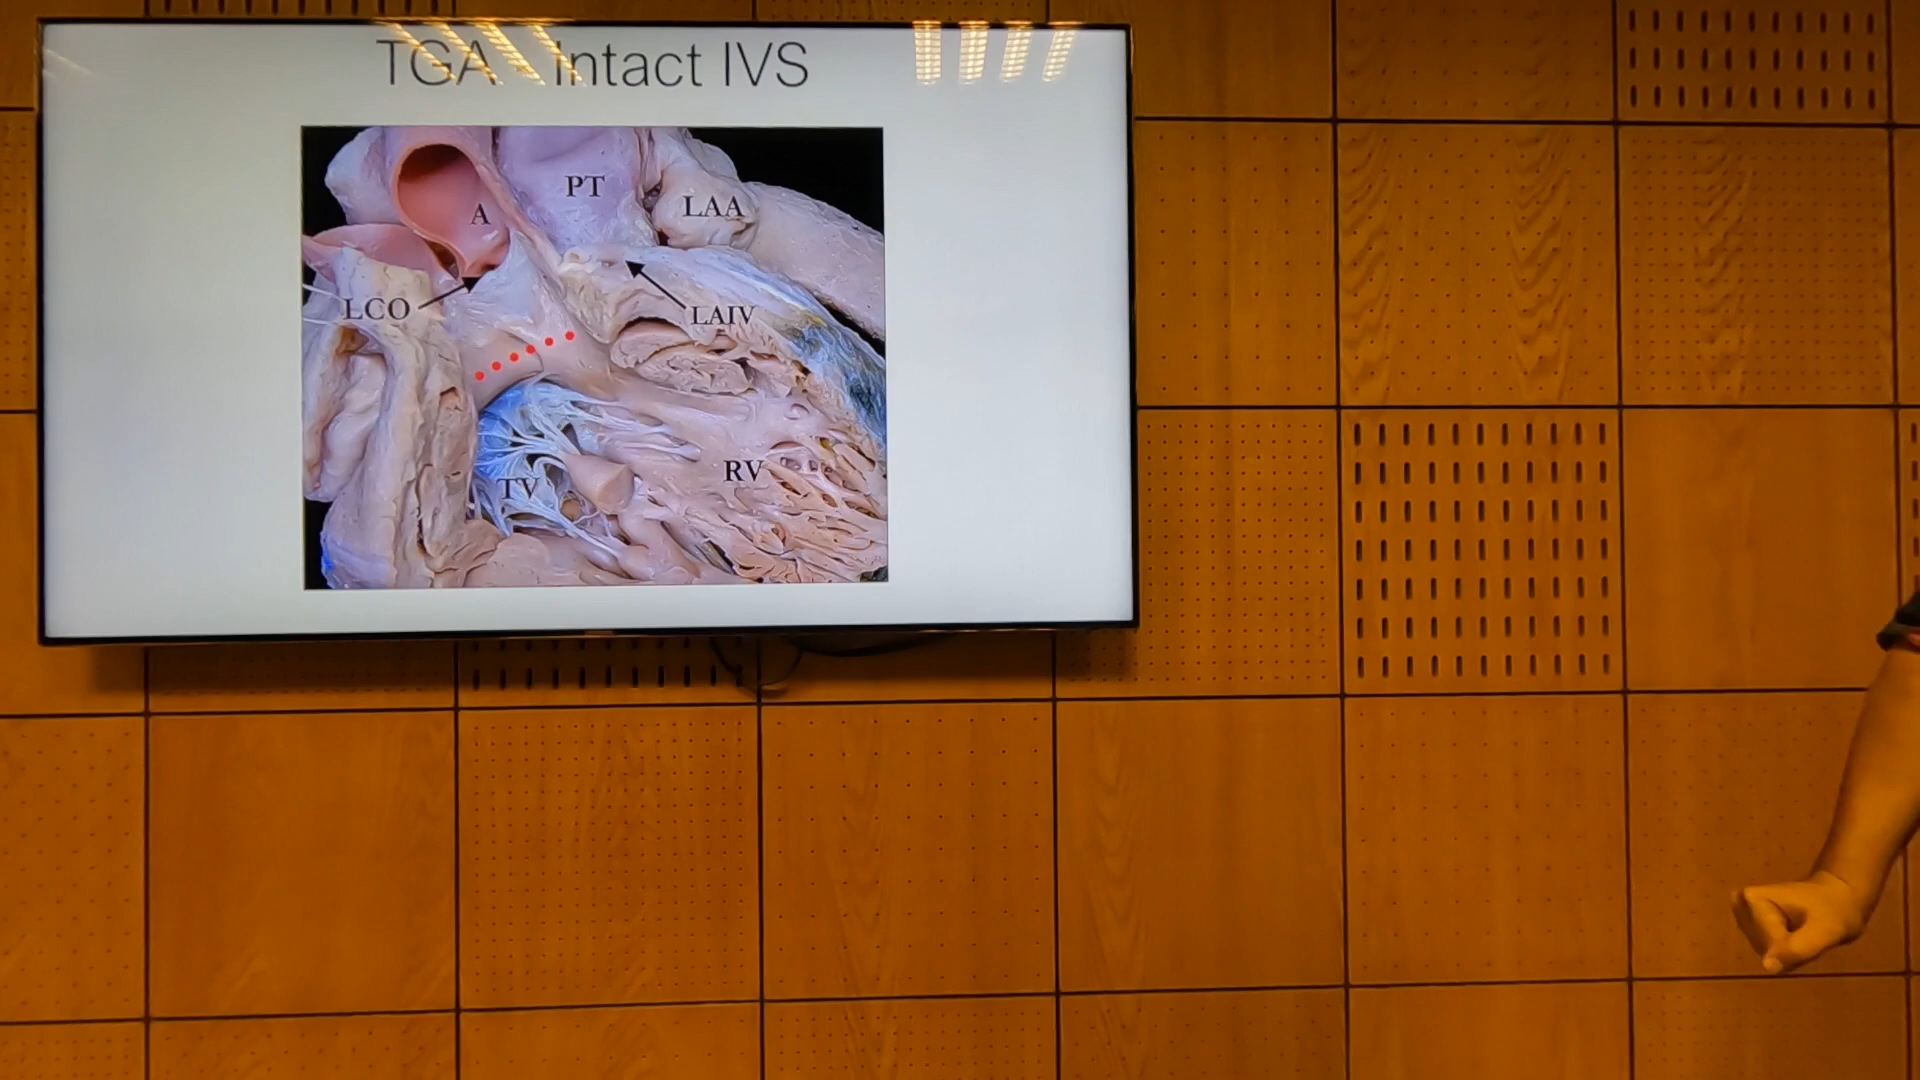 TGA - Intact IVS
PT
A
LAA
LCO
LAIV
RV
TV